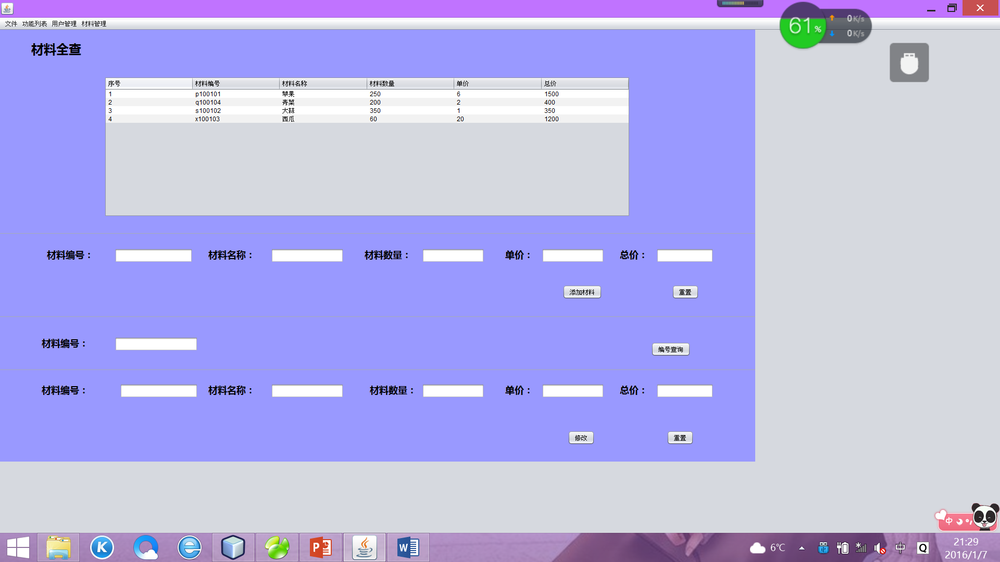 文件 功能列表 用户管理 材料管理
61% 0K/s
0K/s
材料全查
序号 材料编号 材料名称 材料数量 单价 总价
1 p100101 苹果 250 6 1500
2 q100104 青菜 200 2 400
3 s100102 大蒜 350 1 350
4 x100103 西瓜 60 20 1200
材料编号： 材料名称： 材料数量： 单价： 总价：
添加材料 重置
材料编号：
编号查询
材料编号： 材料名称： 材料数量： 单价： 总价：
修改 重置
中
6°C 中 Q
21:29
2016/1/7